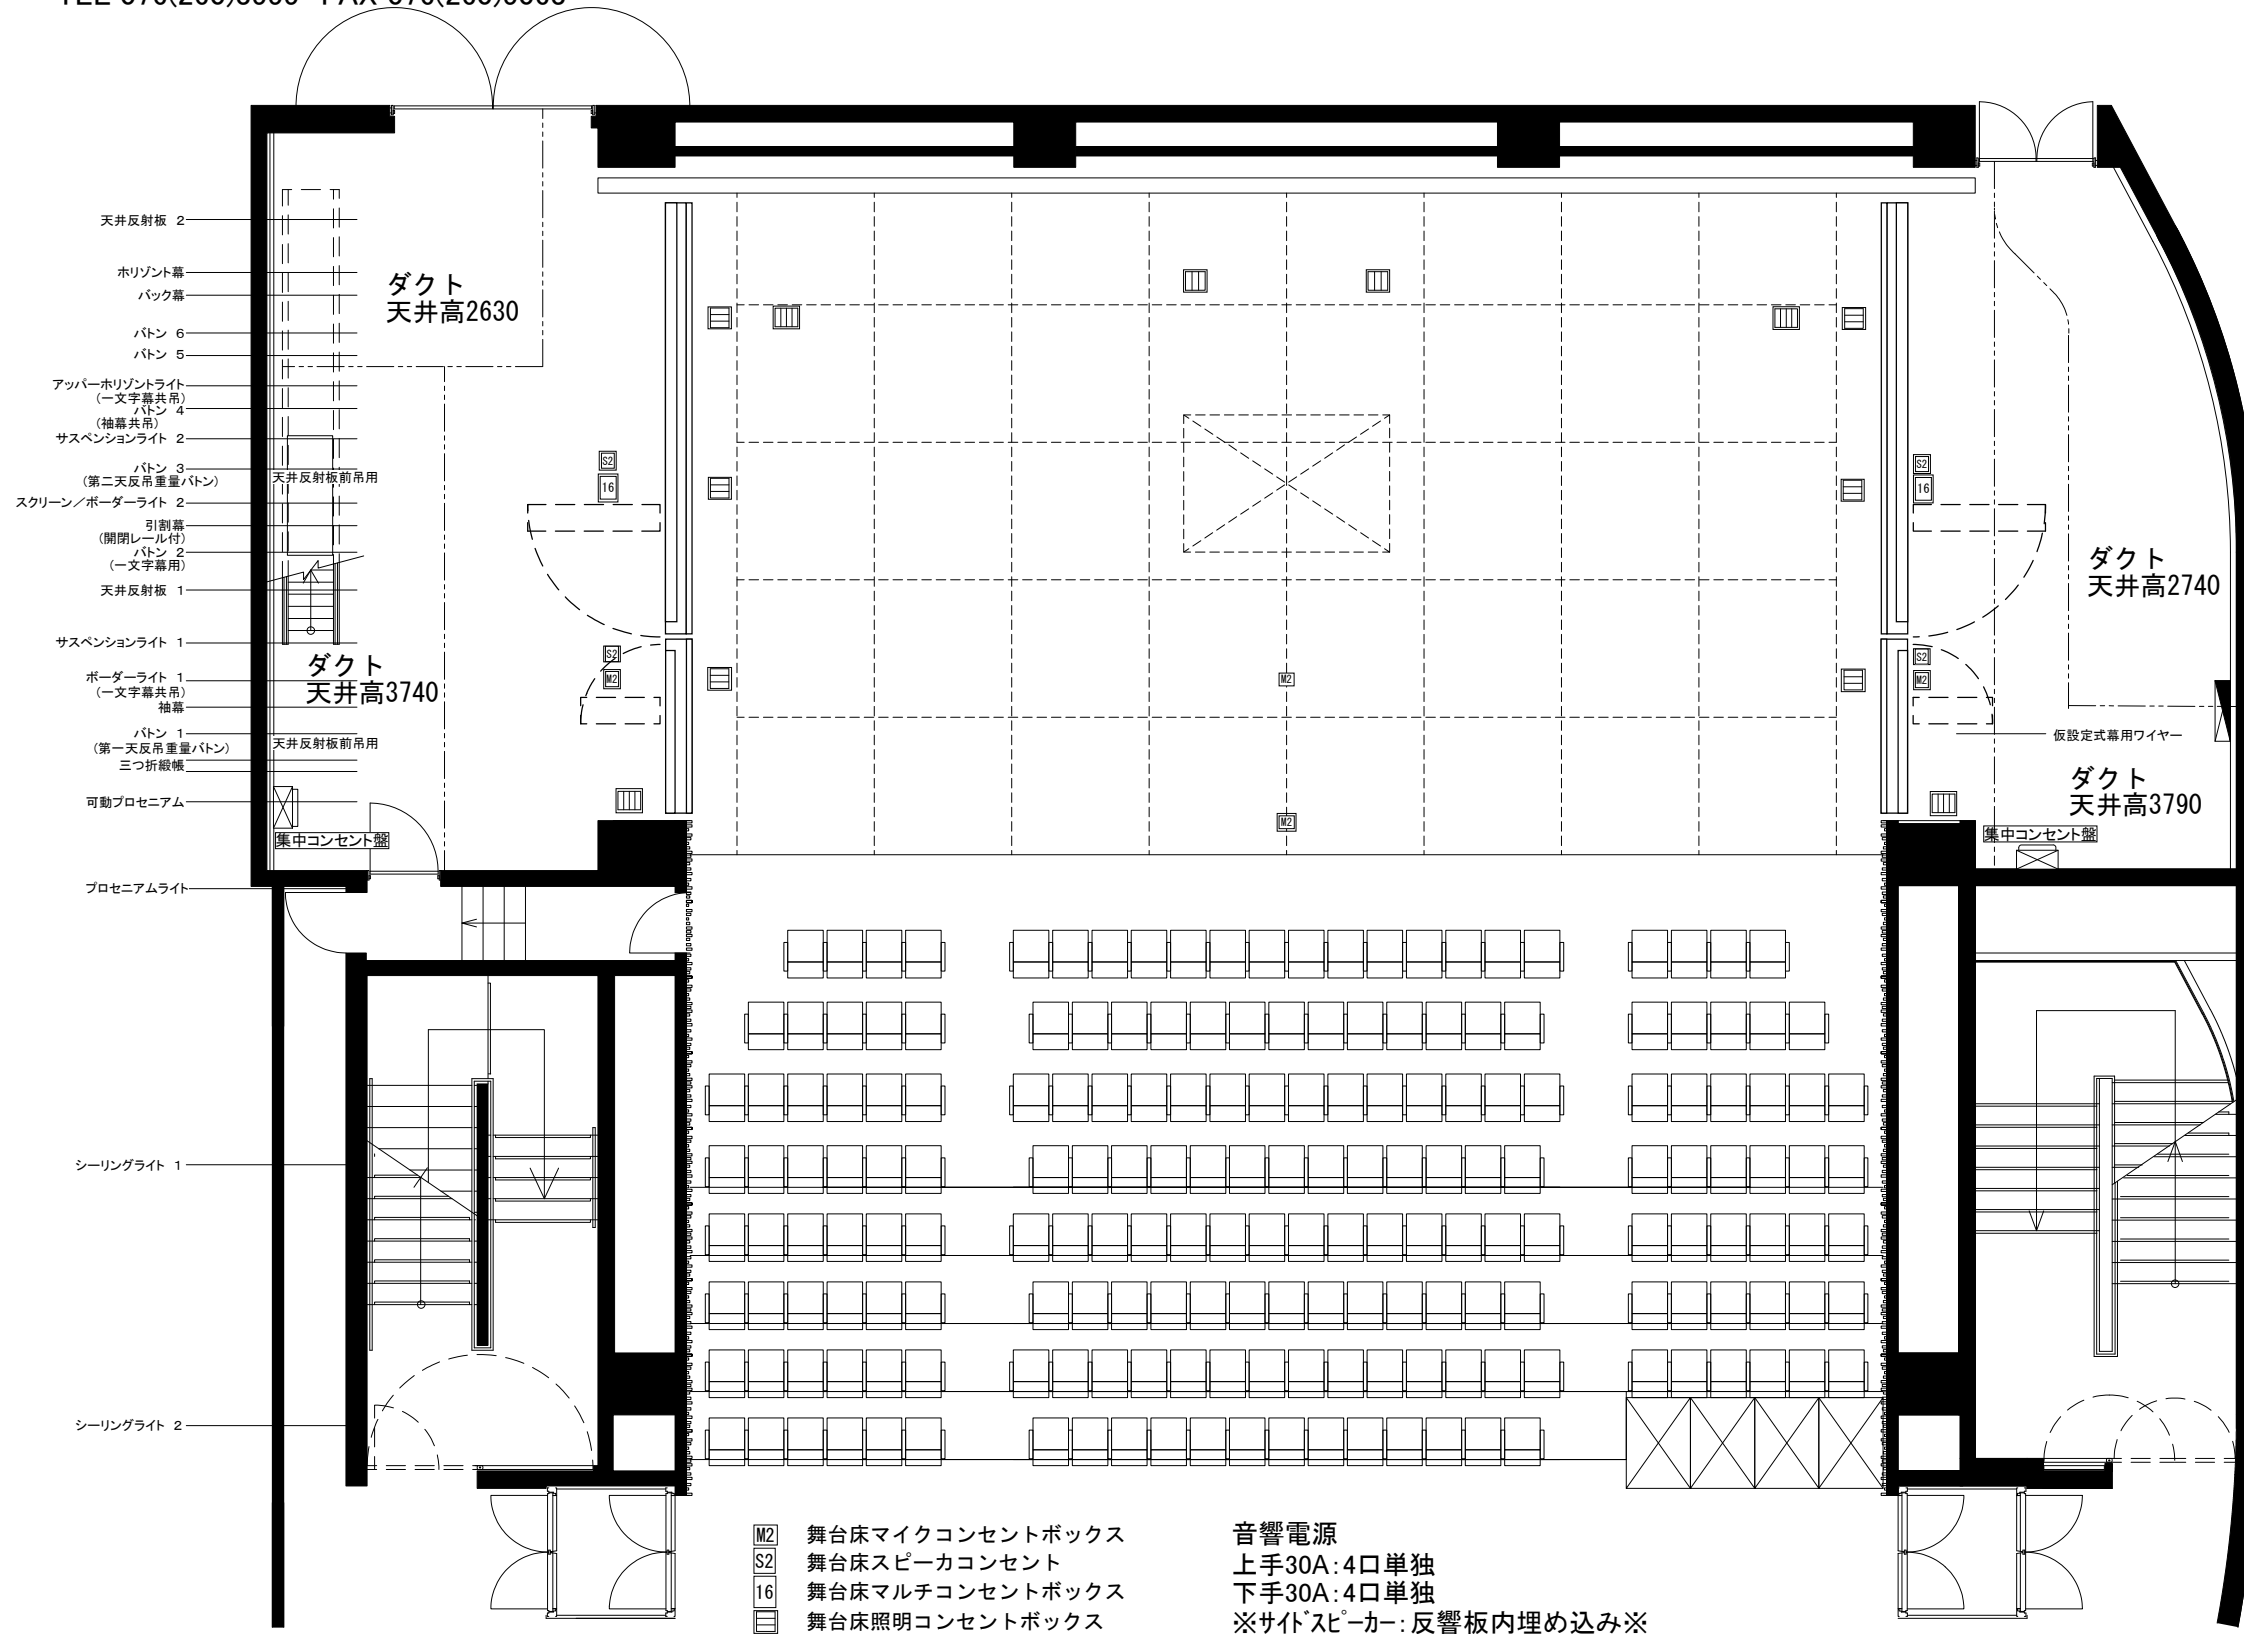 天井反射板 2
ホリゾント幕
バック幕
バトン 6
バトン 5
アッパーホリゾントライト
(一文字幕共吊)
バトン 4
(袖幕共吊)
サスペンションライト 2
バトン 3
(第二天反吊重量バトン)
スクリーン/ボーダーライト 2
引割幕
(開閉レール付)
バトン 2
(一文字幕用)
天井反射板 1
サスペンションライト 1
ボーダーライト 1
(一文字幕共吊)
袖幕
バトン 1
(第一天反吊重量バトン)
三つ折緞帳
可動プロセニアム
プロセニアムライト
シーリングライト 1
シーリングライト 2
ダクト
天井高2630
天井反射板前吊用
ダクト
天井高3740
天井反射板前吊用
集中コンセント盤
S2
16
S2
M2
M2
M2
S2
16
S2
M2
ダクト
天井高2740
仮設定式幕用ワイヤー
ダクト
天井高3790
集中コンセント盤
M2 舞台床マイクコンセントボックス
S2 舞台床スピーカコンセント
16 舞台床マルチコンセントボックス
舞台床照明コンセントボックス
音響電源
上手30A:4口単独
下手30A:4口単独
※サイドスピーカー:反響板内埋め込み※